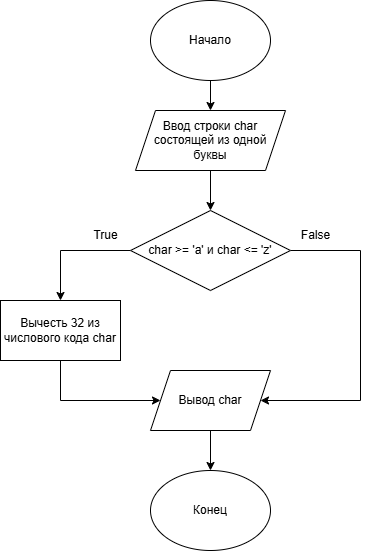 Начало
Ввод строки char
состоящей из одной
буквы
True
False
char >= 'a' и char <= 'z'
Вычесть 32 из
числового кода char
Вывод char
Конец